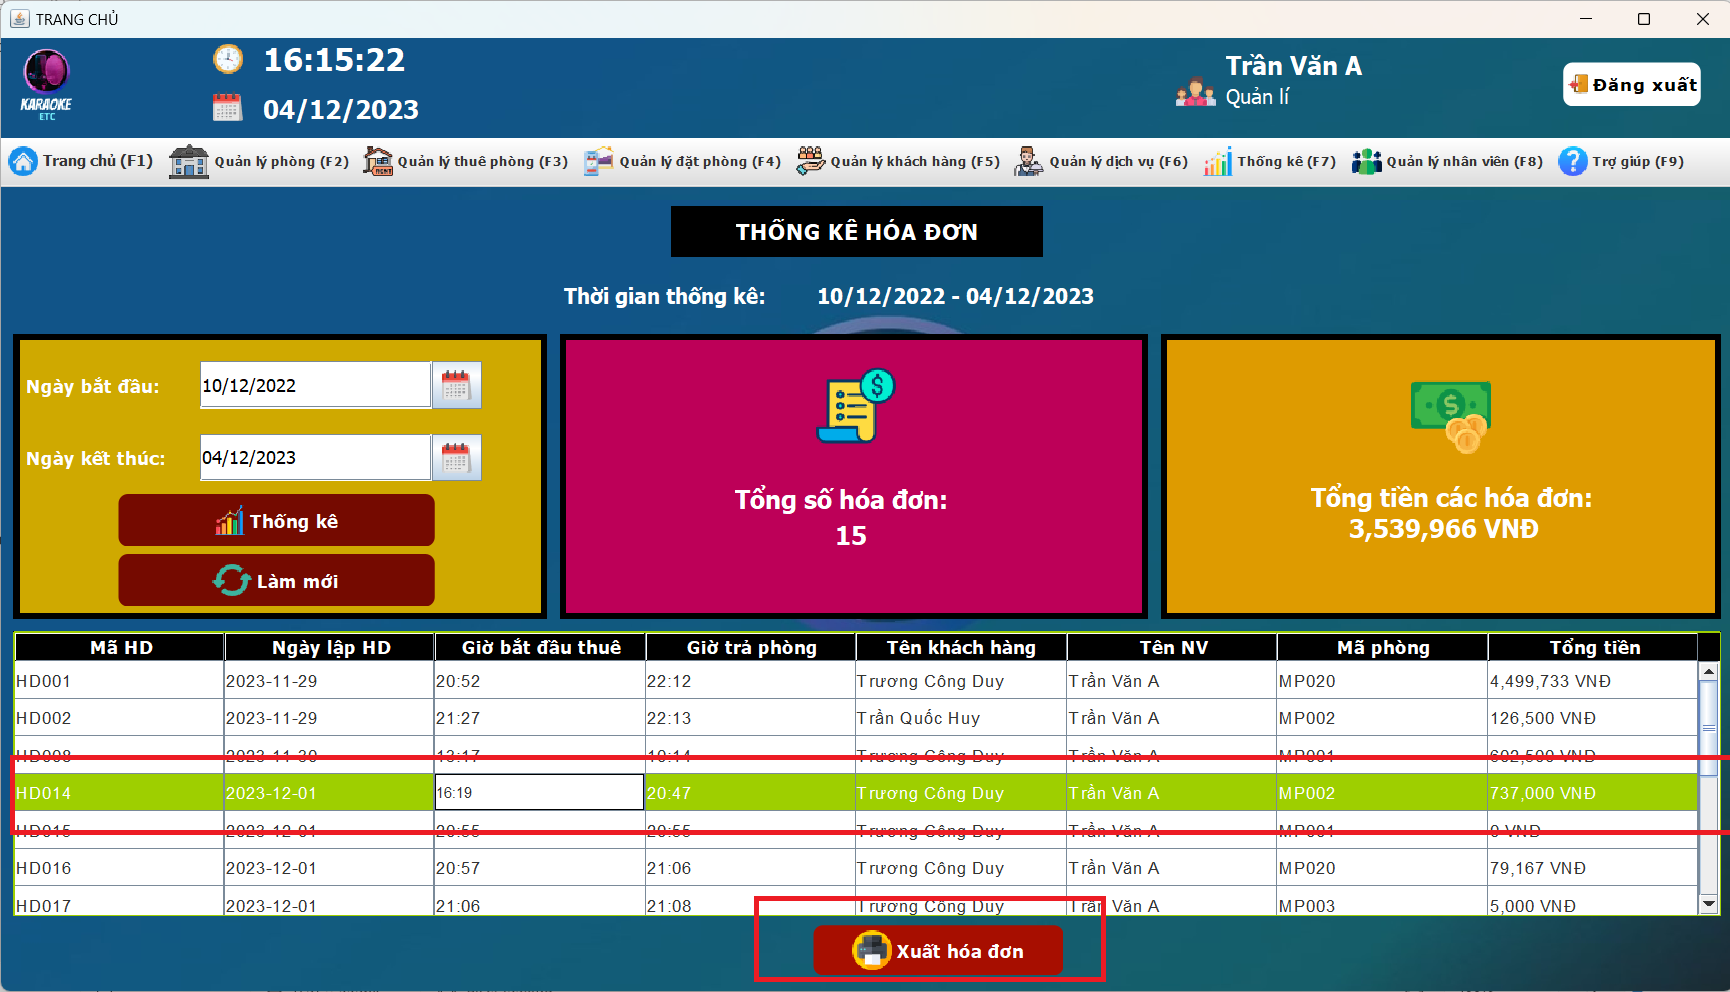 TRANG CHỦ
KARAOKE
ETC
16:15:22
04/12/2023
Trần Văn A
Quản lí
Đăng xuất
Trang chủ (F1) Quản lý phòng (F2) Quản lý thuê phòng (F3) Quản lý đặt phòng (F4) Quản lý khách hàng (F5) Quản lý dịch vụ (F6) Thống kê (F7) Quản lý nhân viên (F8) Trợ giúp (F9)
THỐNG KÊ HÓA ĐƠN
Thời gian thống kê: 10/12/2022 - 04/12/2023
Ngày bắt đầu: 10/12/2022
Ngày kết thúc: 04/12/2023
Thống kê
Làm mới
Tổng số hóa đơn:
15
Tổng tiền các hóa đơn:
3,539,966 VNĐ
Mã HD Ngày lập HD Giờ bắt đầu thuê Giờ trả phòng Tên khách hàng Tên NV Mã phòng Tổng tiền
HD001 2023-11-29 20:52 22:12 Trương Công Duy Trần Văn A MP020 4,499,733 VNĐ
HD002 2023-11-29 21:27 22:13 Trần Quốc Huy Trần Văn A MP002 126,500 VNĐ
HD008 2023-11-30 Trương Công Duy Trần Văn A MP001 602,500 VNĐ
HD014 2023-12-01 16:19 20:47 Trương Công Duy Trần Văn A MP002 737,000 VNĐ
HD015 2023-12-01 20:55 20:55 Trương Công Duy Trần Văn A MP001 0 VNĐ
HD016 2023-12-01 20:57 21:06 Trương Công Duy Trần Văn A MP020 79,167 VNĐ
HD017 2023-12-01 21:06 21:08 Trương Công Duy Trần Văn A MP003 5,000 VNĐ
Xuất hóa đơn